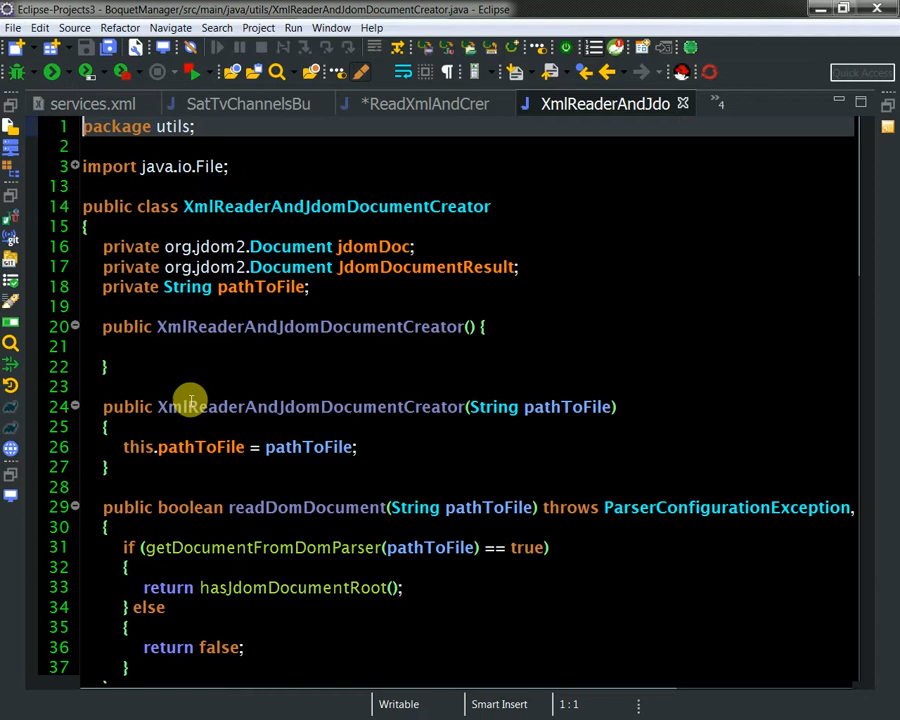 Eclipse-Projects3 - BoquetManager/src/main/java/utils/XmlReaderAndJdomDocumentCreator.java - Eclipse
File Edit Source Refactor Navigate Search Project Run Window Help
Quick Access
services.xml SatTvChannelsBu *ReadXmlAndCrer XmlReaderAndJdo »4
1 package utils;
2
3 import java.io.File;
13
14 public class XmlReaderAndJdomDocumentCreator
15 {
16 private org.jdom2.Document jdomDoc;
17 private org.jdom2.Document JdomDocumentResult;
18 private String pathToFile;
19
20 public XmlReaderAndJdomDocumentCreator() {
21
22 }
23
24 public XmlReaderAndJdomDocumentCreator(String pathToFile)
25 {
26 this.pathToFile = pathToFile;
27 }
28
29 public boolean readDomDocument(String pathToFile) throws ParserConfigurationException,
30 {
31 if (getDocumentFromDomParser(pathToFile) == true)
32 {
33 return hasJdomDocumentRoot();
34 } else
35 {
36 return false;
37 }
Writable Smart Insert 1 : 1